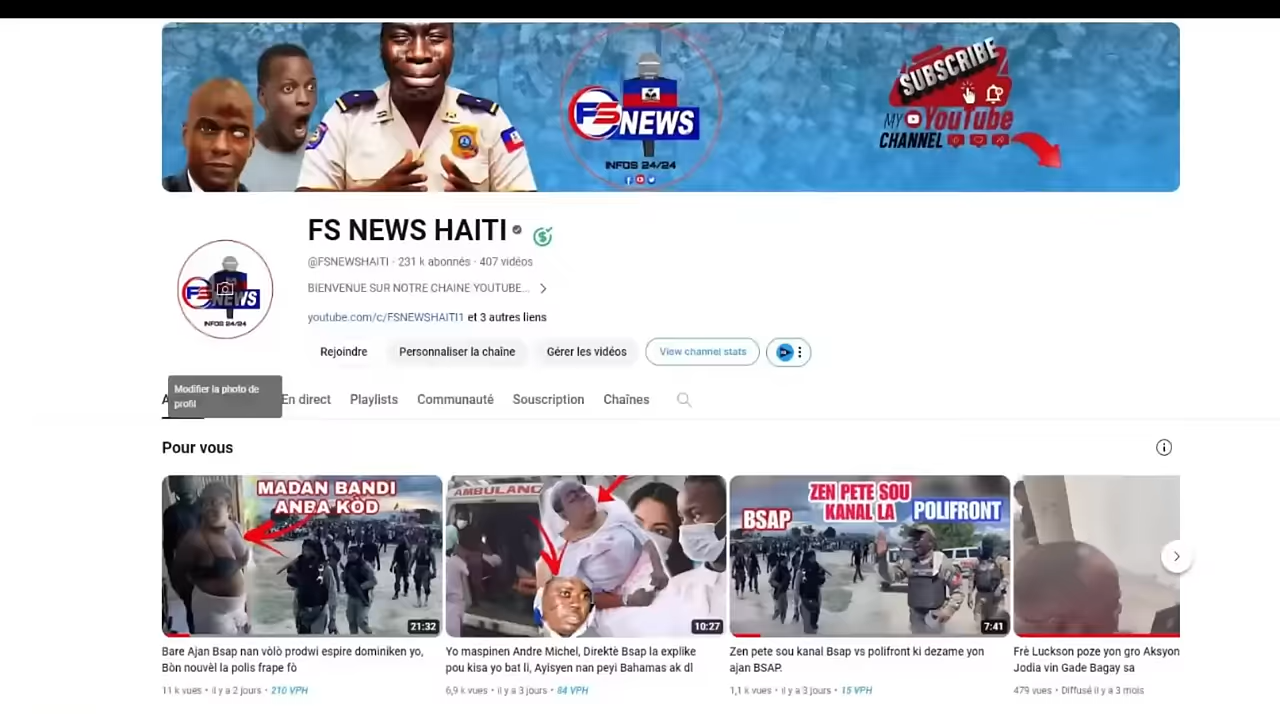 SUBSCRIBE
FS NEWS
MY YouTube
CHANNEL
INFOS 24/24
FS NEWS HAITI
@FSNEWSHAITI · 231 k abonnés · 407 vidéos
BIENVENUE SUR NOTRE CHAINE YOUTUBE...
FS NEWS
INFOS 24/24
youtube.com/c/FSNEWSHAITI1 et 3 autres liens
Rejoindre Personnaliser la chaîne Gérer les vidéos View channel stats
Modifier la photo de
profil
En direct Playlists Communauté Souscription Chaînes
Pour vous
MADAN BANDI
ANBA KÒD
21:32
AMBULANC
10:27
ZEN PETE SOU
KANAL LA
BSAP
POLIFRONT
7:41
Bare Ajan Bsap nan vòlò prodwi espire dominiken yo,
Bòn nouvèl la polis frape fò
11 k vues • il y a 2 jours • 210 VPH
Yo maspinen Andre Michel, Direktè Bsap la explike
pou kisa yo bat li, Ayisyen nan peyi Bahamas ak dl
6,9 k vues • il y a 3 jours • 84 VPH
Zen pete sou kanal Bsap vs polifront ki dezame yon
ajan BSAP.
1,1 k vues • il y a 3 jours • 15 VPH
Frè Luckson poze yon gro Aksyon
Jodia vin Gade Bagay sa
479 vues • Diffusé il y a 3 mois